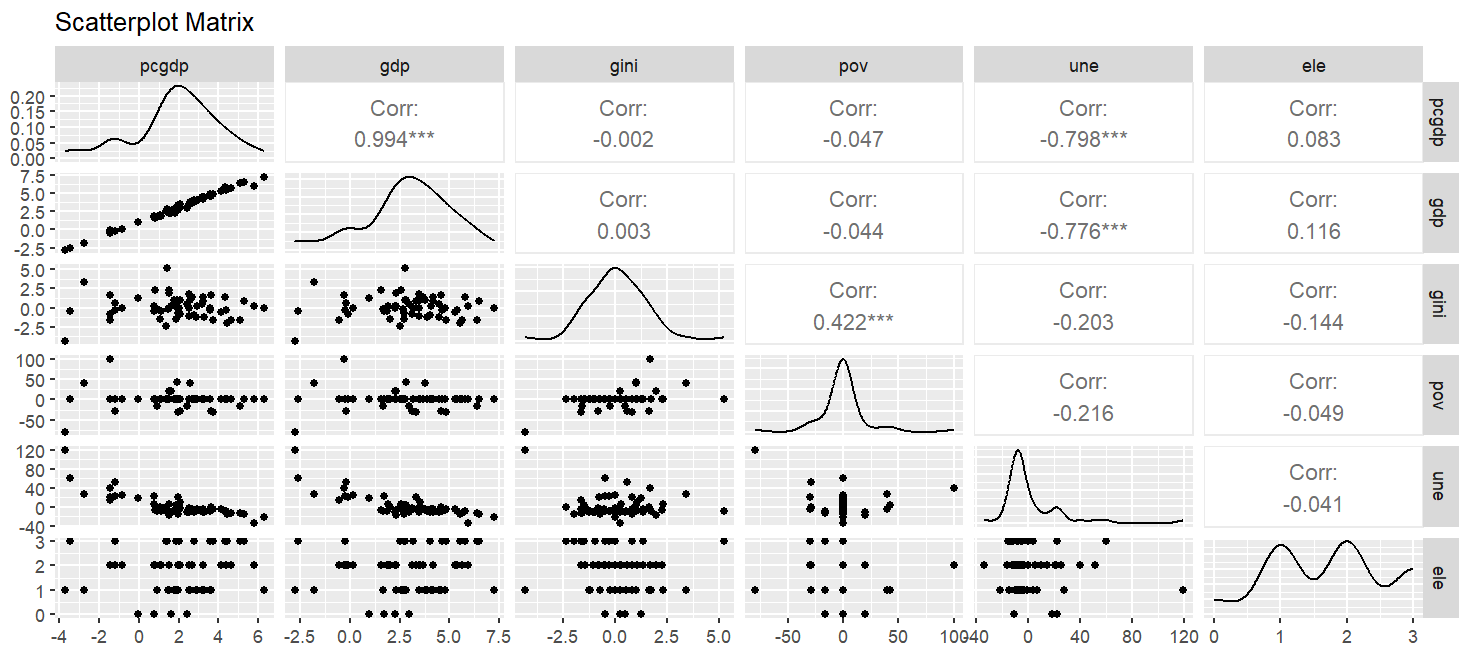 Scatterplot Matrix
pcgdp gdp gini pov une ele
0.20
0.15
0.10
0.05
0.00
Corr:
0.994***
Corr:
-0.002
Corr:
-0.047
Corr:
-0.798***
Corr:
0.083
pcgdp
7.5
5.0
2.5
0.0
-2.5
Corr:
0.003
Corr:
-0.044
Corr:
-0.776***
Corr:
0.116
gdp
5.0
2.5
0.0
-2.5
Corr:
0.422***
Corr:
-0.203
Corr:
-0.144
gini
100
50
0
-50
Corr:
-0.216
Corr:
-0.049
pov
120
80
40
0
-40
Corr:
-0.041
une
3
2
1
0
ele
-4 -2 0 2 4 6
-2.5 0.0 2.5 5.0 7.5
-2.5 0.0 2.5 5.0
-50 0 50 100
-40 0 40 80 120
0 1 2 3